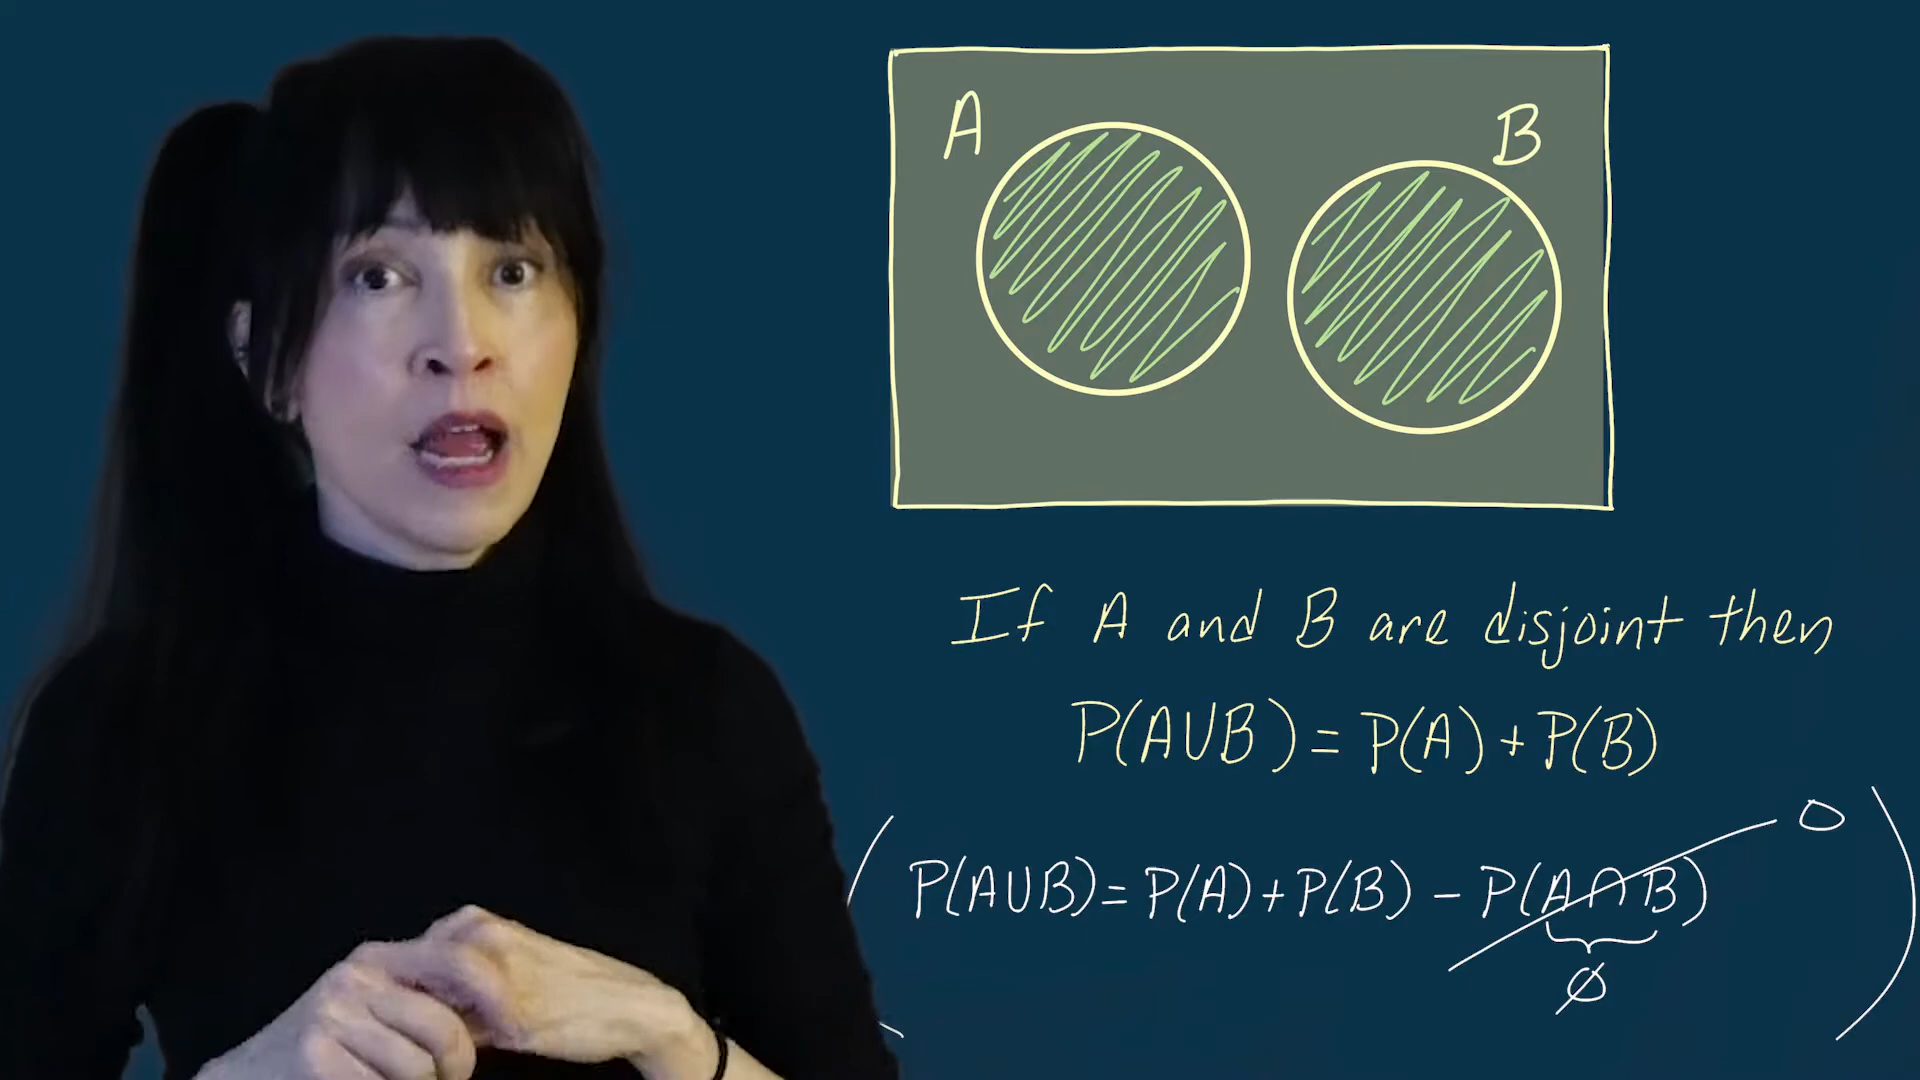 A
B
If A and B are disjoint then
P(A∪B) = P(A) + P(B)
0
(P(A∪B) = P(A) + P(B) - P(A∩B))
∅